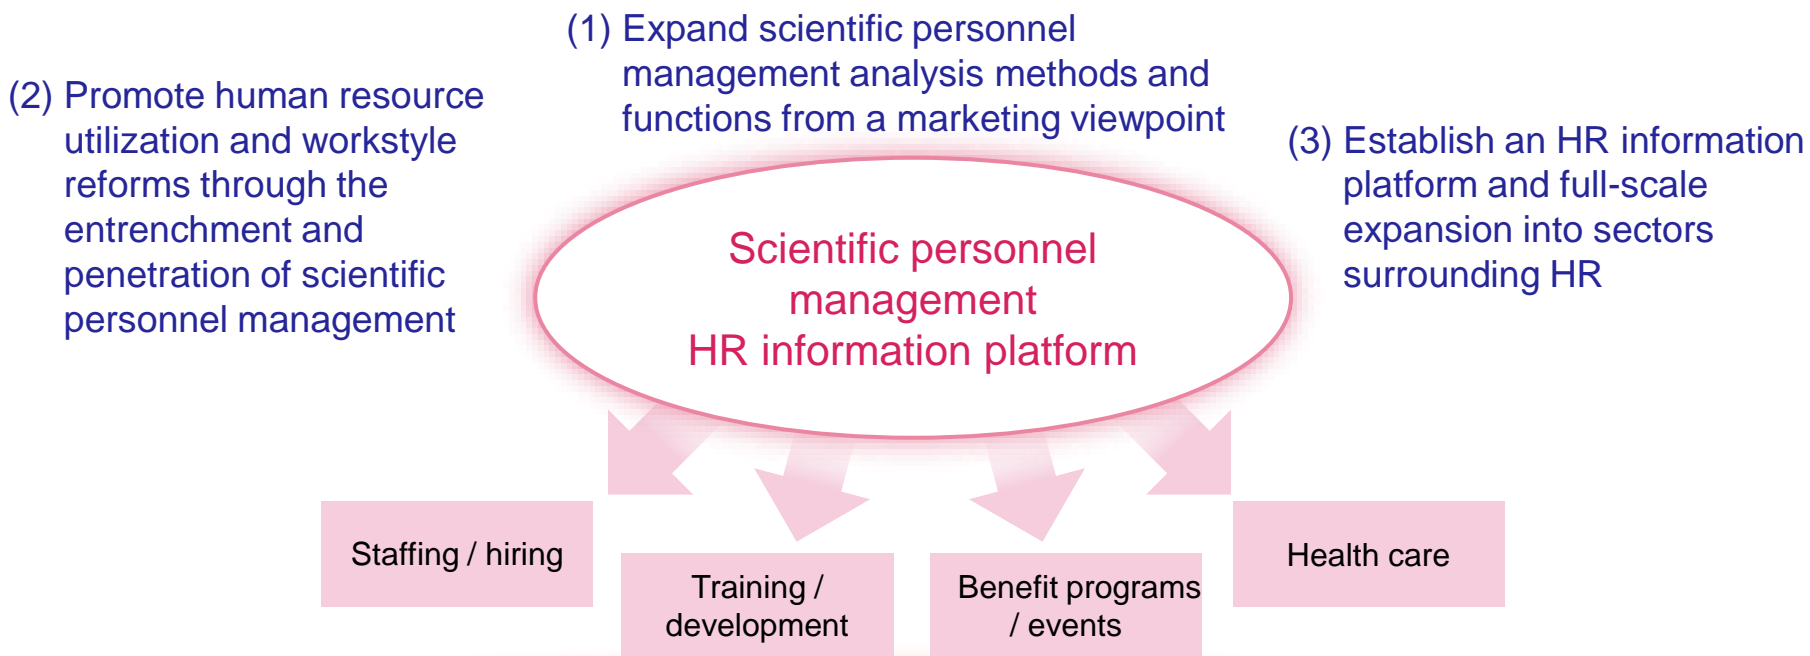 (1) Expand scientific personnel
management analysis methods and
functions from a marketing viewpoint
(2) Promote human resource
utilization and workstyle
reforms through the
entrenchment and
penetration of scientific
personnel management
(3) Establish an HR information
platform and full-scale
expansion into sectors
surrounding HR
Scientific personnel
management
HR information platform
Staffing / hiring
Training /
development
Benefit programs
/ events
Health care